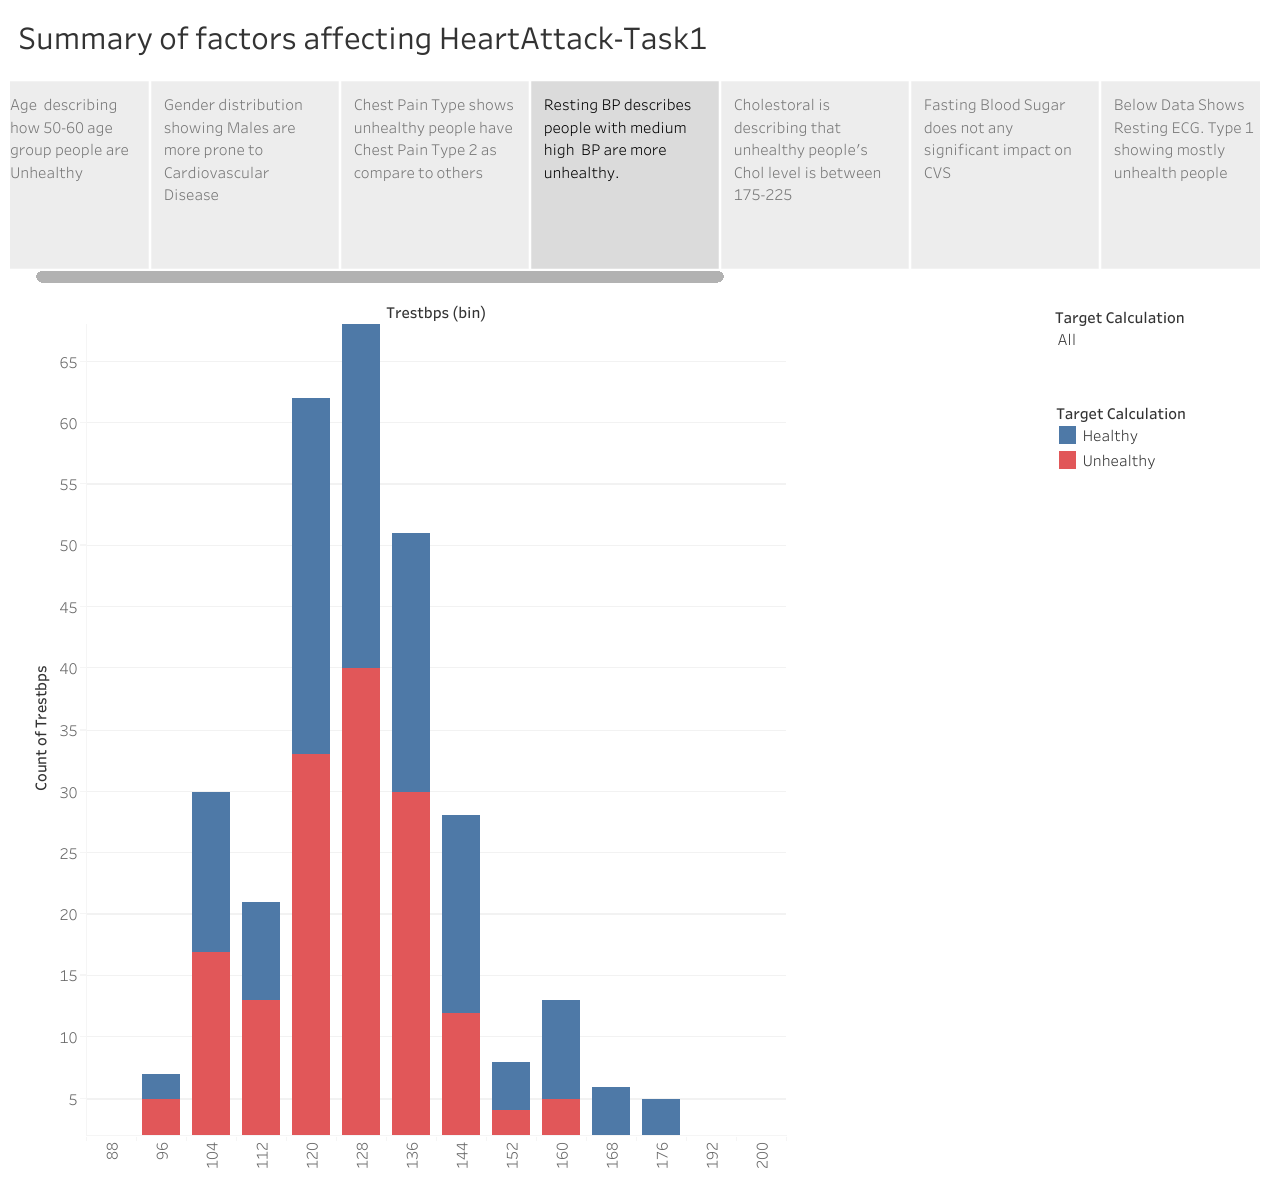 Summary of factors affecting HeartAttack-Task1
Age describing
how 50-60 age
group people are
Unhealthy
Gender distribution
showing Males are
more prone to
Cardiovascular
Disease
Chest Pain Type shows
unhealthy people have
Chest Pain Type 2 as
compare to others
Resting BP describes
people with medium
high BP are more
unhealthy.
Cholestoral is
describing that
unhealthy people's
Chol level is between
175-225
Fasting Blood Sugar
does not any
significant impact on
CVS
Below Data Shows
Resting ECG. Type 1
showing mostly
unhealth people
Trestbps (bin)
Target Calculation
All
Target Calculation
Healthy
Unhealthy
Count of Trestbps
65
60
55
50
45
40
35
30
25
20
15
10
5
88
96
104
112
120
128
136
144
152
160
168
176
192
200